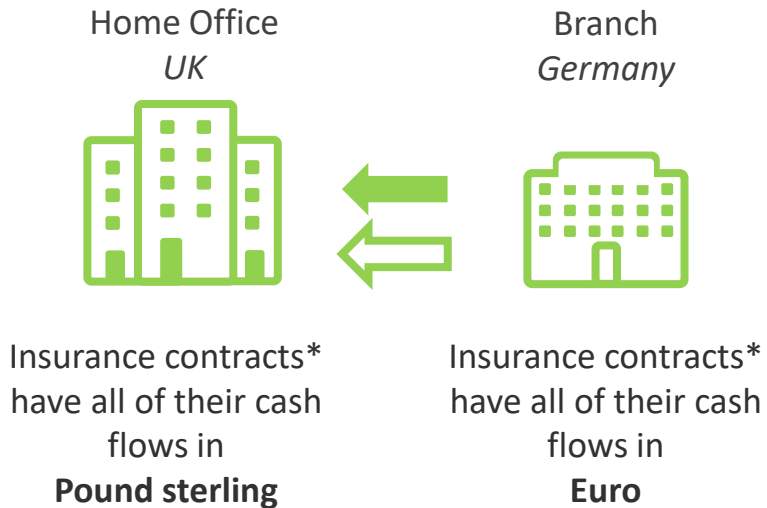 Home Office
UK
Branch
Germany
Insurance contracts*
have all of their cash
flows in
Pound sterling
Insurance contracts*
have all of their cash
flows in
Euro